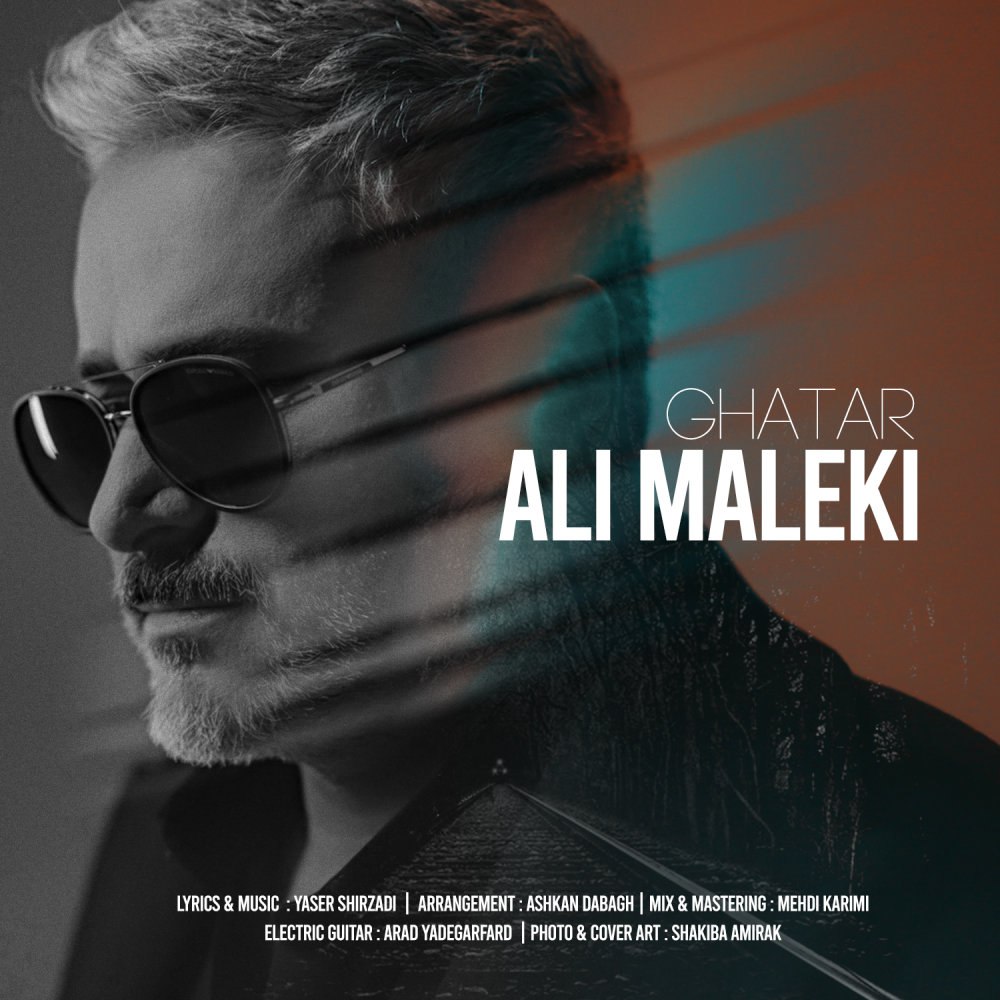 GHATAR
ALI MALEKI
LYRICS & MUSIC : YASER SHIRZADI | ARRANGEMENT : ASHKAN DABAGH | MIX & MASTERING : MEHDI KARIMI
ELECTRIC GUITAR : ARAD YADEGARFARD | PHOTO & COVER ART : SHAKIBA AMIRAK